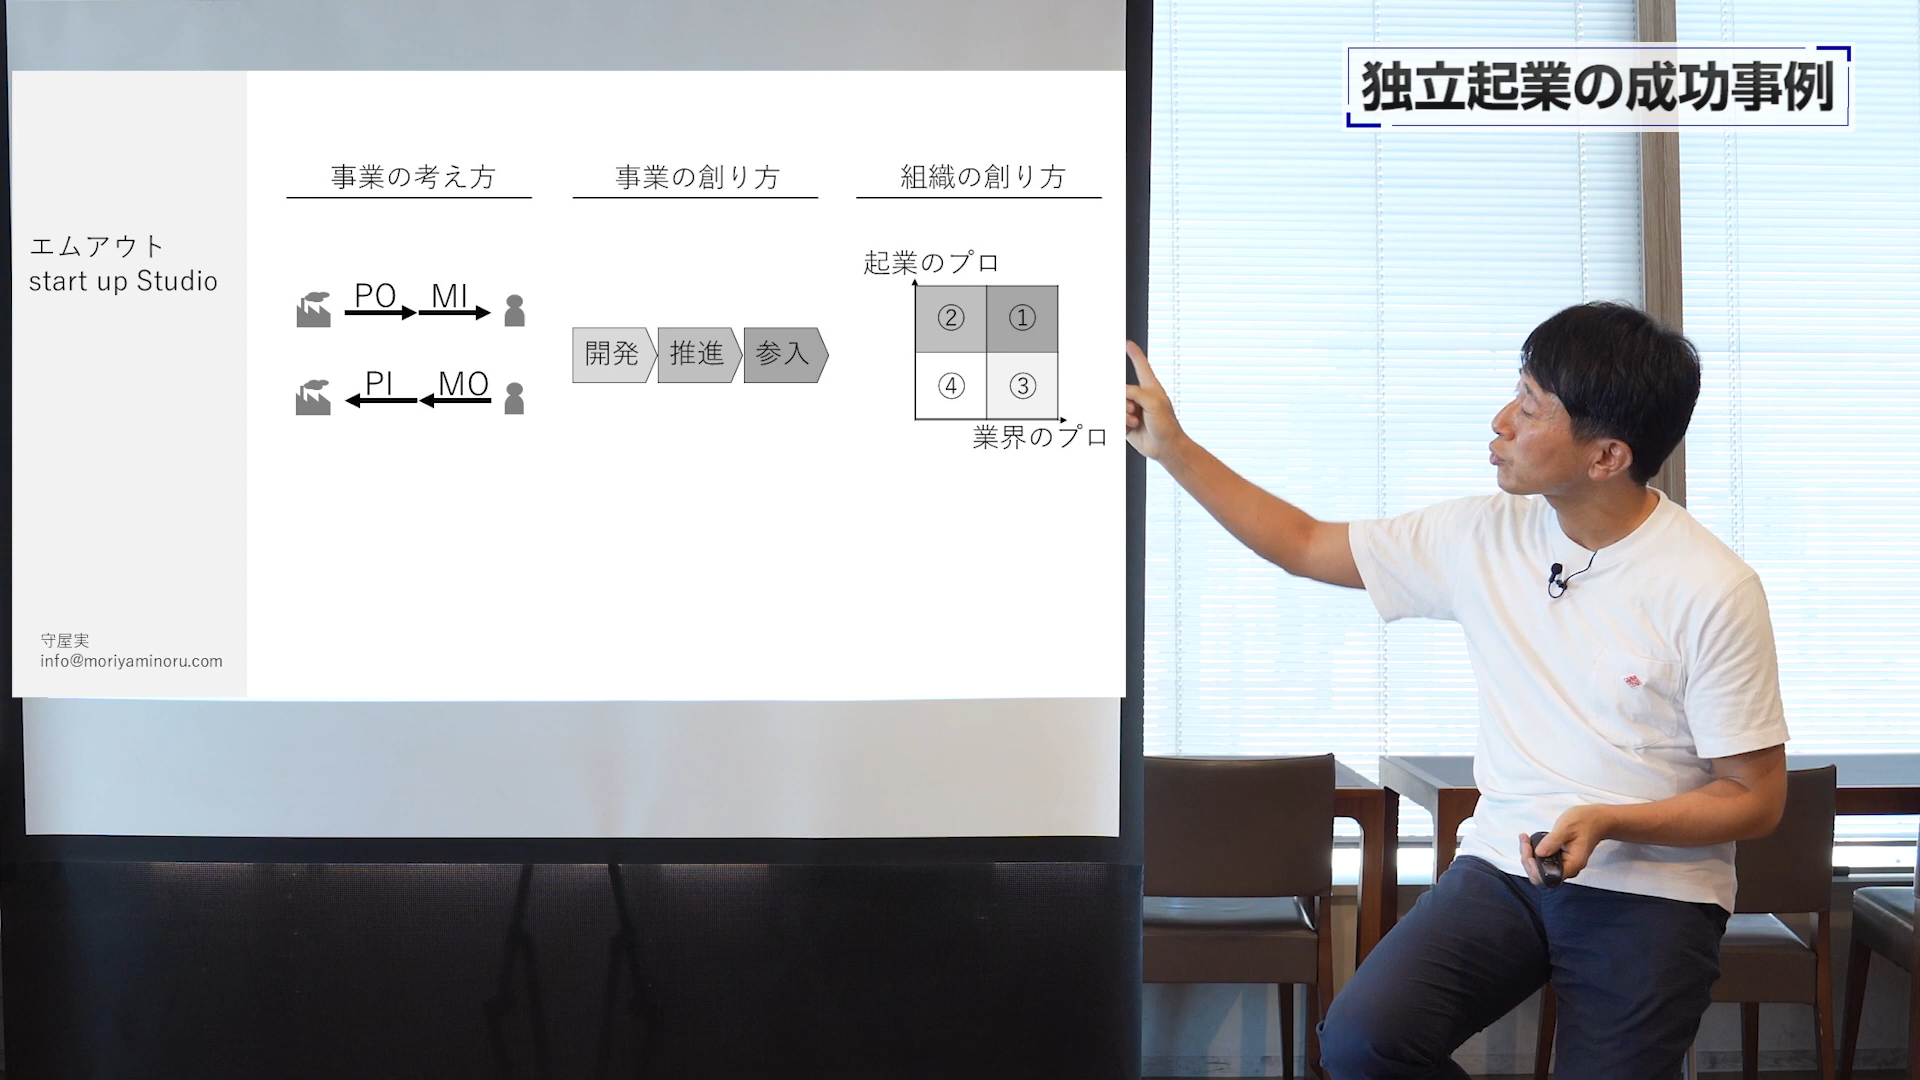 独立起業の成功事例
エムアウト
start up Studio
事業の考え方
PO MI
PI MO
事業の創り方
開発 推進 参入
組織の創り方
起業のプロ
② ①
④ ③
業界のプロ
守屋実
info@moriyaminoru.com